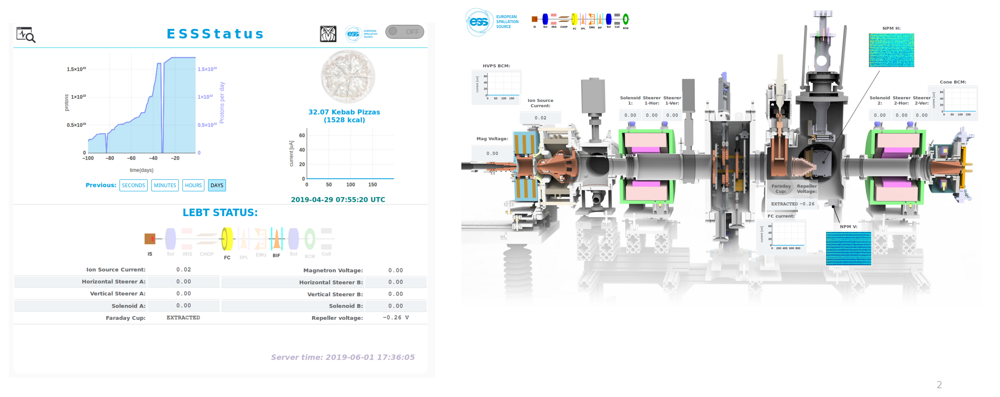 ESSStatus
ess
EUROPEAN
SPALLATION
SOURCE
OFF
protons
1.5×10²²
1×10²²
0.5×10²²
0
1.5×10²²
1×10²²
0.5×10²²
0
Protons per day
−100 −80 −60 −40 −20
time(days)
Previous: SECONDS MINUTES HOURS DAYS
32.07 Kebab Pizzas
(1528 kcal)
current [uA]
60
40
20
0
0 50 100 150
2019-04-29 07:55:20 UTC
LEBT STATUS:
IS Sol IRIS CHOP FC DPL EMU BIF Sol BCM Coll
Ion Source Current: 0.02 Magnetron Voltage: 0.00
Horizontal Steerer A: 0.00 Horizontal Steerer B: 0.00
Vertical Steerer A: 0.00 Vertical Steerer B: 0.00
Solenoid A: 0.00 Solenoid B: 0.00
Faraday Cup: EXTRACTED Repeller voltage: −0.26 V
Server time: 2019-06-01 17:36:05
ess
EUROPEAN
SPALLATION
SOURCE
IS Sol IRIS CHOP FC DPL EMU BIF Sol Coll BCM
NPM H:
HVPS BCM:
current [uA]
60
40
20
0
0 50 100 150
Ion Source
Current:
0.02
Mag Voltage:
0.00
Solenoid Steerer Steerer
1: 1-Hor: 1-Ver:
0.00 0.00 0.00
Cone BCM:
current [uA]
60
40
20
0
0 50 100 150
Solenoid Steerer Steerer
2: 2-Hor: 2-Ver:
0.00 0.00 0.00
Faraday Repeller
Cup: Voltage:
EXTRACTED −0.26
FC current:
current [uA]
60
40
20
0
0 200 400 600 800
NPM V:
2